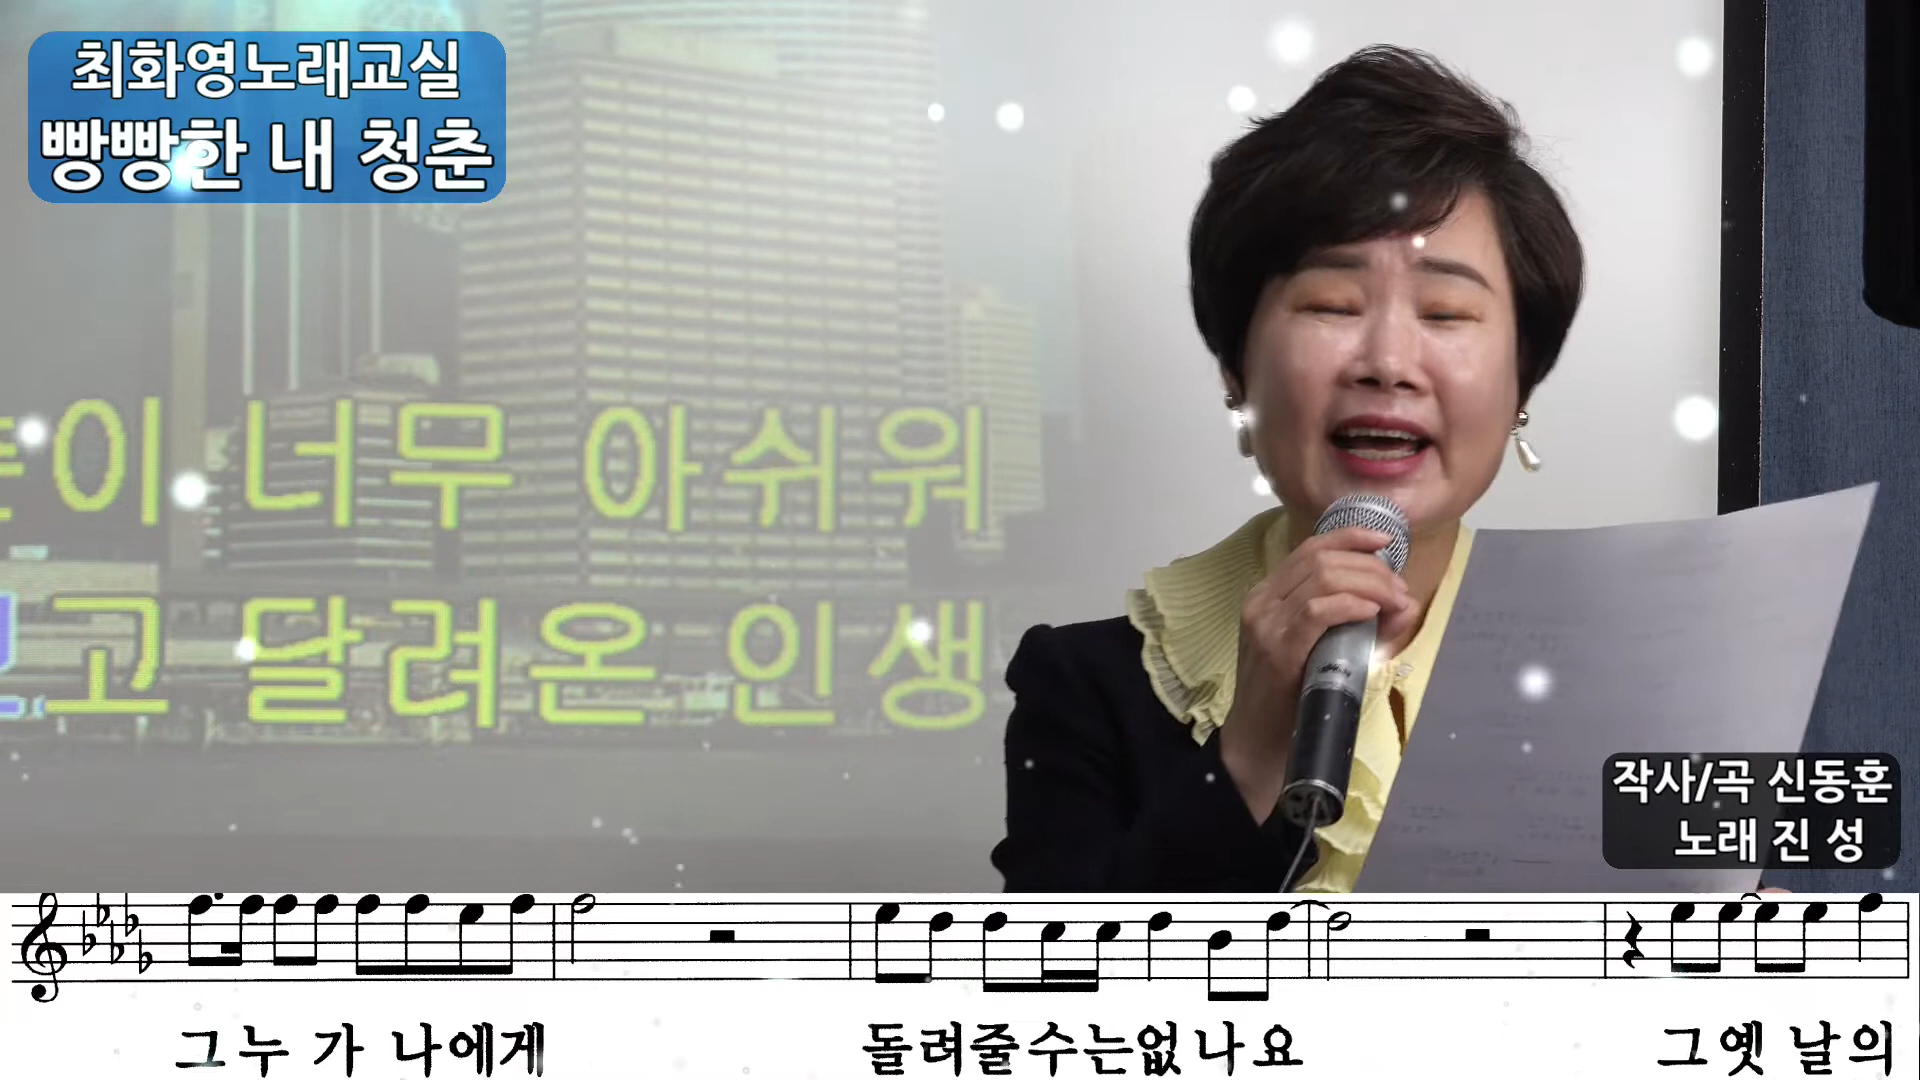 최화영노래교실
빵빵한 내 청춘
이 너무 아쉬워
고 달려온 인생
작사/곡 신동훈
노래 진 성
그누 가 나에게 돌려줄수는없나요 그옛 날의